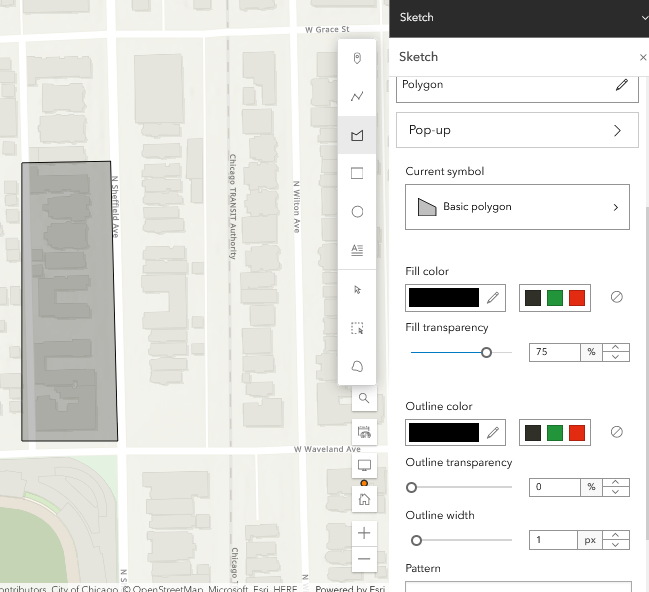 Sketch
Sketch
Polygon
Pop-up
Current symbol
Basic polygon
Fill color
Fill transparency
75 %
Outline color
Outline transparency
0 %
Outline width
1 px
Pattern
W Grace St
N Sheffield Ave
Chicago TRANSIT Authority
N Wilton Ave
W Waveland Ave
N S
Chicago T
N W
ontributors, City of Chicago, © OpenStreetMap, Microsoft, Esri, HERE,
Powered by Esri